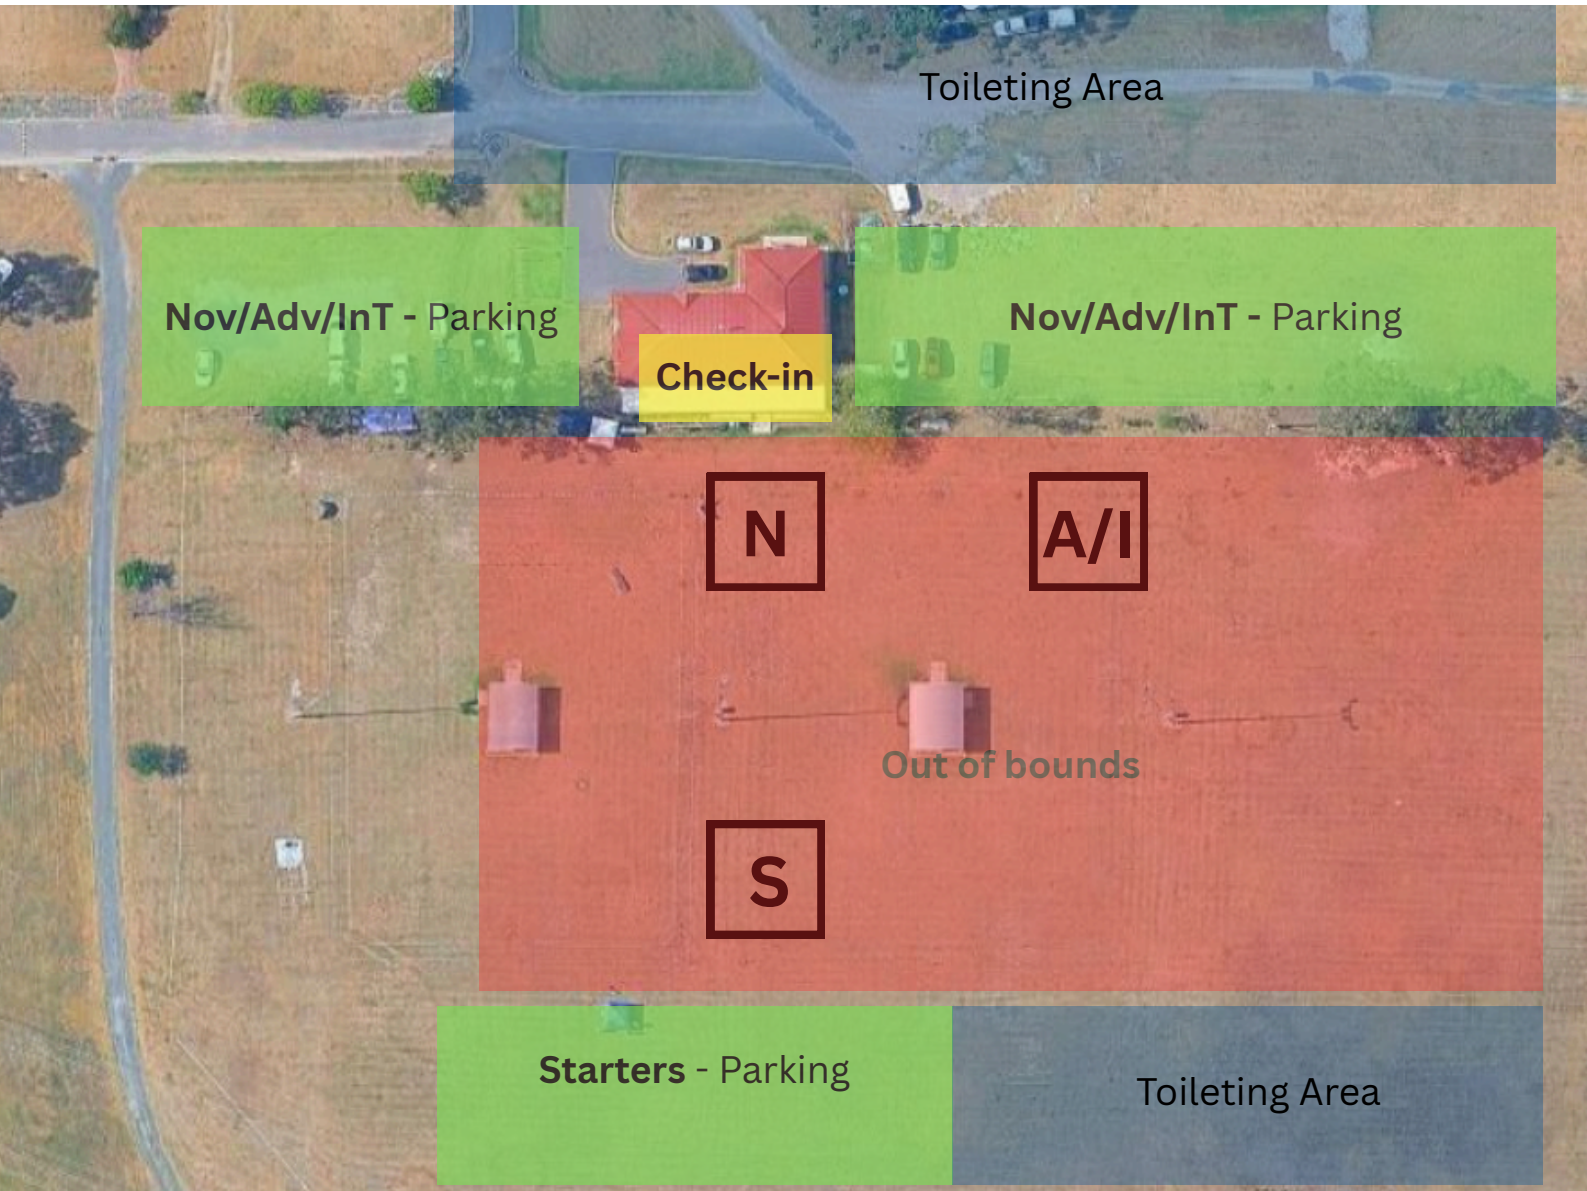 Toileting Area
Nov/Adv/InT - Parking
Nov/Adv/InT - Parking
Check-in
N
A/I
Out of bounds
S
Starters - Parking
Toileting Area